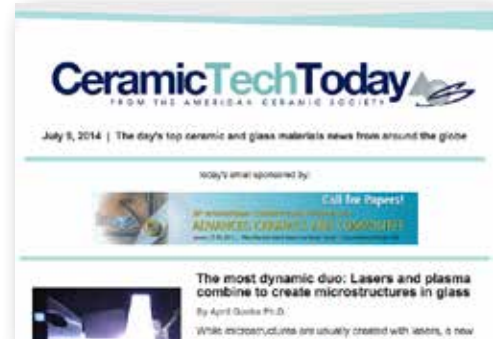 CeramicTechToday
FROM THE AMERICAN CERAMIC SOCIETY
July 9, 2014 | The day's top ceramic and glass materials news from around the globe
today's email sponsored by:
Call for Papers!
ADVANCED CERAMICS AND COMPOSITES
The most dynamic duo: Lasers and plasma
combine to create microstructures in glass
By April Gocha Ph.D.
While microstructures are usually created with lasers, a new